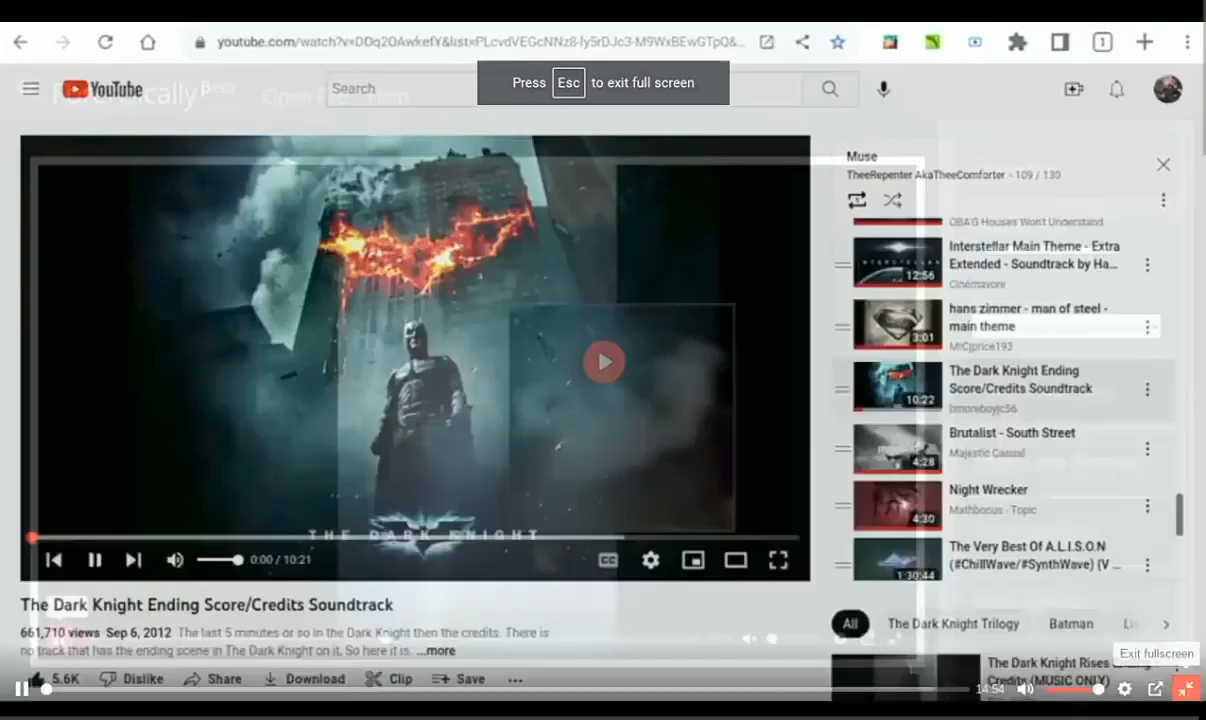 youtube.com/watch?v=DOq2OAwkefY&list=PLcvdVEGcNNz8-ly5rDJc3-M9WxBEwGTpQ&...
1
Press Esc to exit full screen
YouTube
Beta
Search
Muse
TheeRepenter AkaTheeComforter - 109 / 130
OBA'G Houses Won't Understand
Interstellar Main Theme - Extra
Extended - Soundtrack by Ha...
12:56
Cinemavore
hans zimmer - man of steel -
main theme
3:01
MrCjprice193
The Dark Knight Ending
Score/Credits Soundtrack
10:22
bmoreboyjc56
Brutalist - South Street
Majestic Casual
4:28
Night Wrecker
Mathbonus - Topic
4:30
The Very Best Of A.L.I.S.O.N
(#ChillWave/#SynthWave) (V ...
1:30:44
THE DARK KNIGHT
0:00 / 10:21
CC
The Dark Knight Ending Score/Credits Soundtrack
661,710 views Sep 6, 2012 The last 5 minutes or so in the Dark Knight then the credits. There is
no track that has the ending scene in The Dark Knight on it. So here it is. ...more
5.6K Dislike Share Download Clip Save ...
All The Dark Knight Trilogy Batman
Exit fullscreen
The Dark Knight Rises
Credits (MUSIC ONLY)
14:54